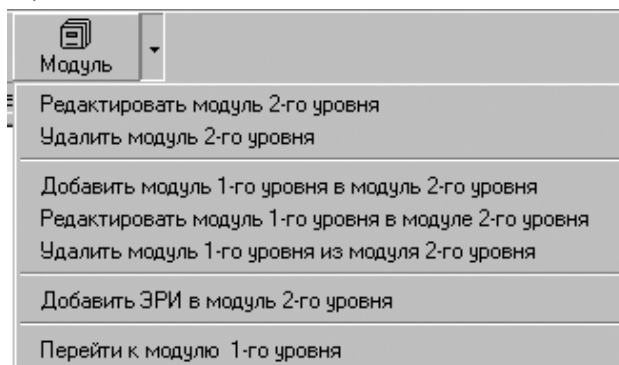 Модуль
Редактировать модуль 2-го уровня
Удалить модуль 2-го уровня
Добавить модуль 1-го уровня в модуль 2-го уровня
Редактировать модуль 1-го уровня в модуле 2-го уровня
Удалить модуль 1-го уровня из модуля 2-го уровня
Добавить ЭРИ в модуль 2-го уровня
Перейти к модулю 1-го уровня